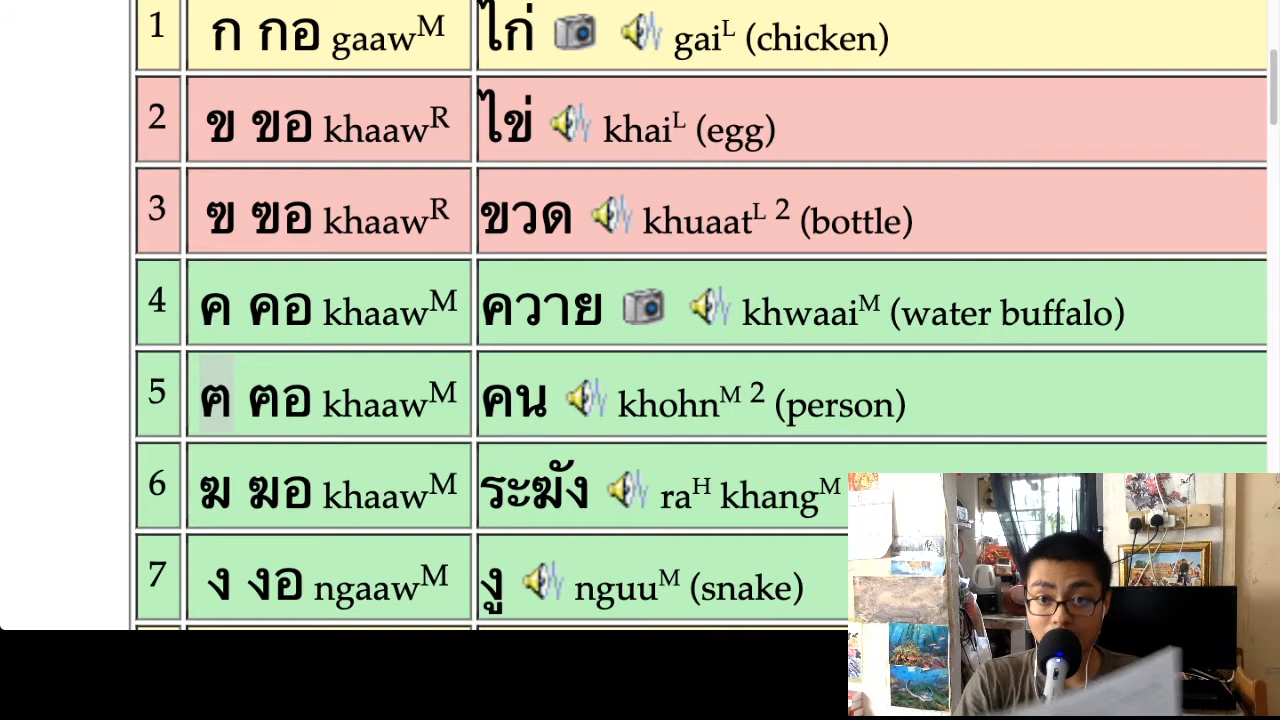 1 ก กอ gaawM ไก่ gaiL (chicken)
2 ข ขอ khaawR ไข่ khaiL (egg)
3 ฃ ฃอ khaawR ขวด khuaatL 2 (bottle)
4 ค คอ khaawM ควาย khwaaiM (water buffalo)
5 ฅ ฅอ khaawM คน khohnM 2 (person)
6 ฆ ฆอ khaawM ระฆัง raH khangM
7 ง งอ ngaawM งู nguuM (snake)